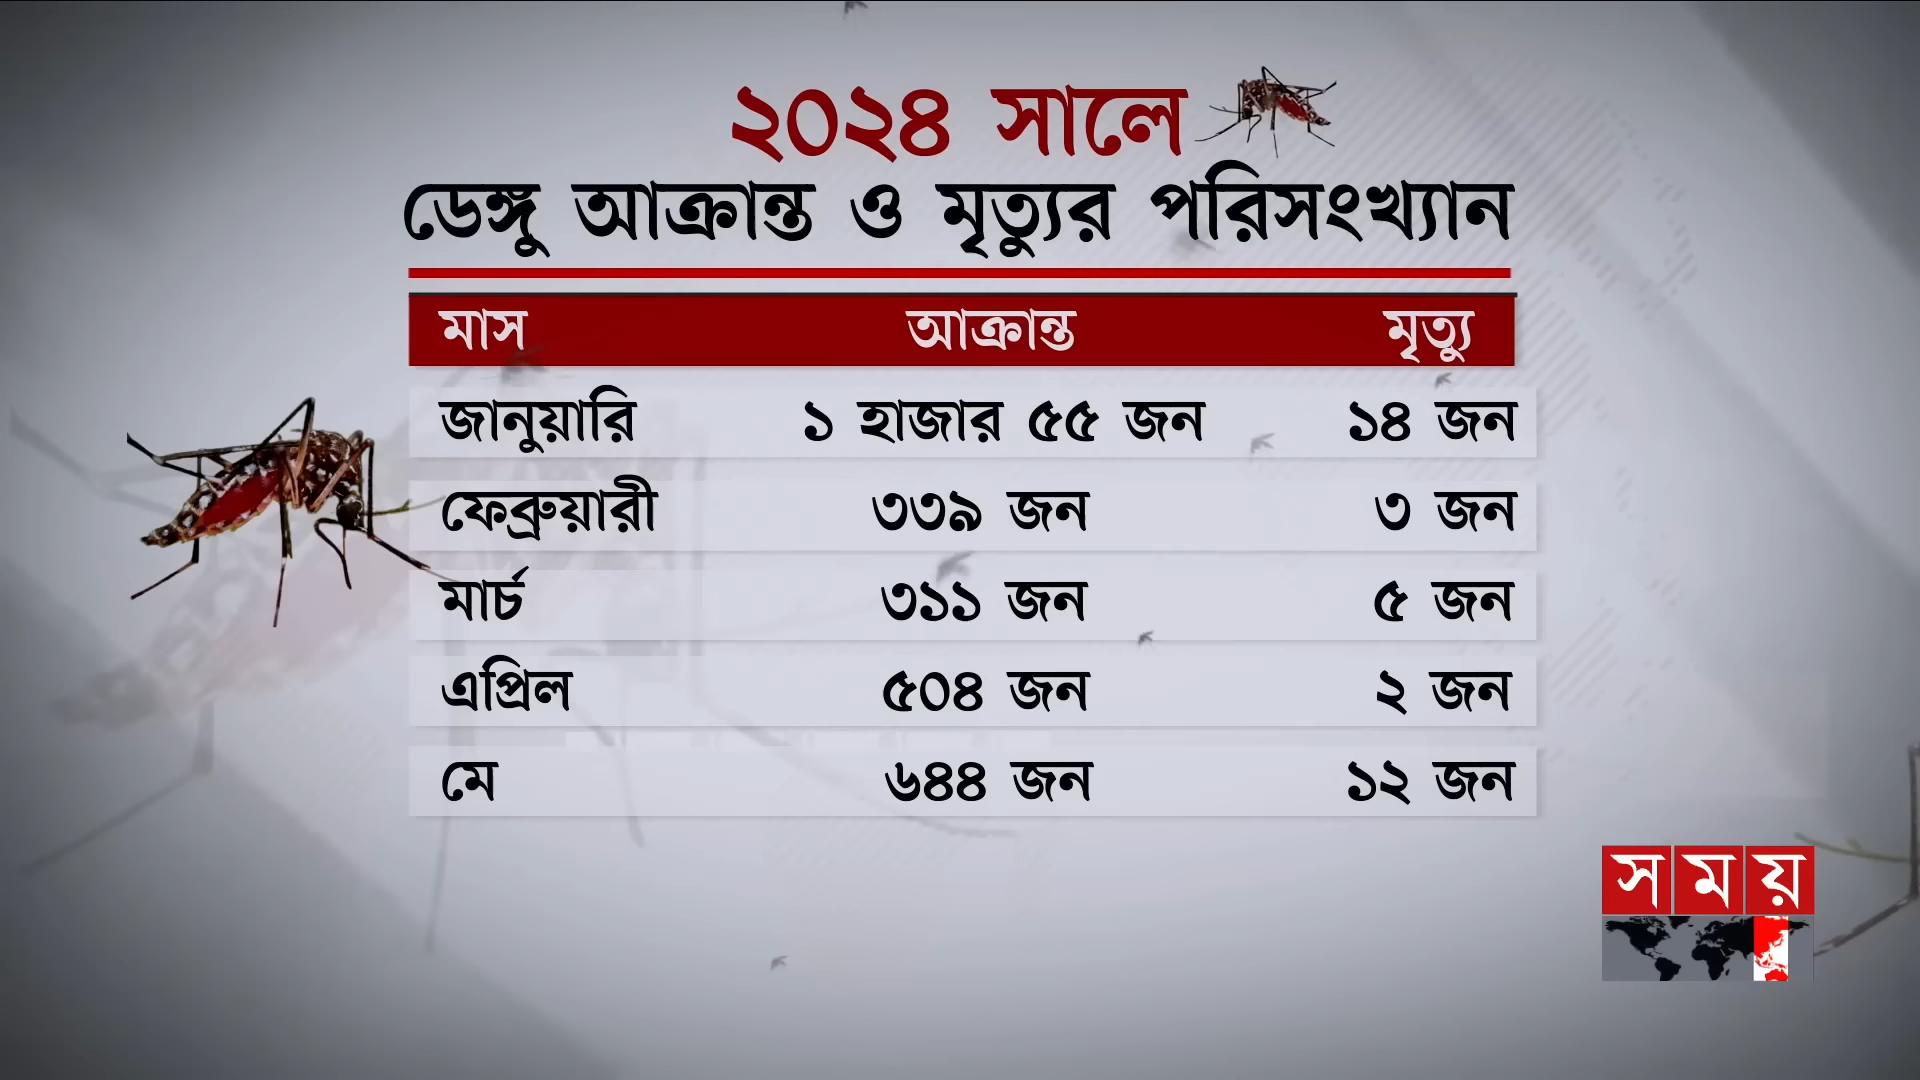 ২০২৪ সালে
ডেঙ্গু আক্রান্ত ও মৃত্যুর পরিসংখ্যান
মাস আক্রান্ত মৃত্যু
জানুয়ারি ১ হাজার ৫৫ জন ১৪ জন
ফেব্রুয়ারী ৩৩৯ জন ৩ জন
মার্চ ৩১১ জন ৫ জন
এপ্রিল ৫০৪ জন ২ জন
মে ৬৪৪ জন ১২ জন
সময়